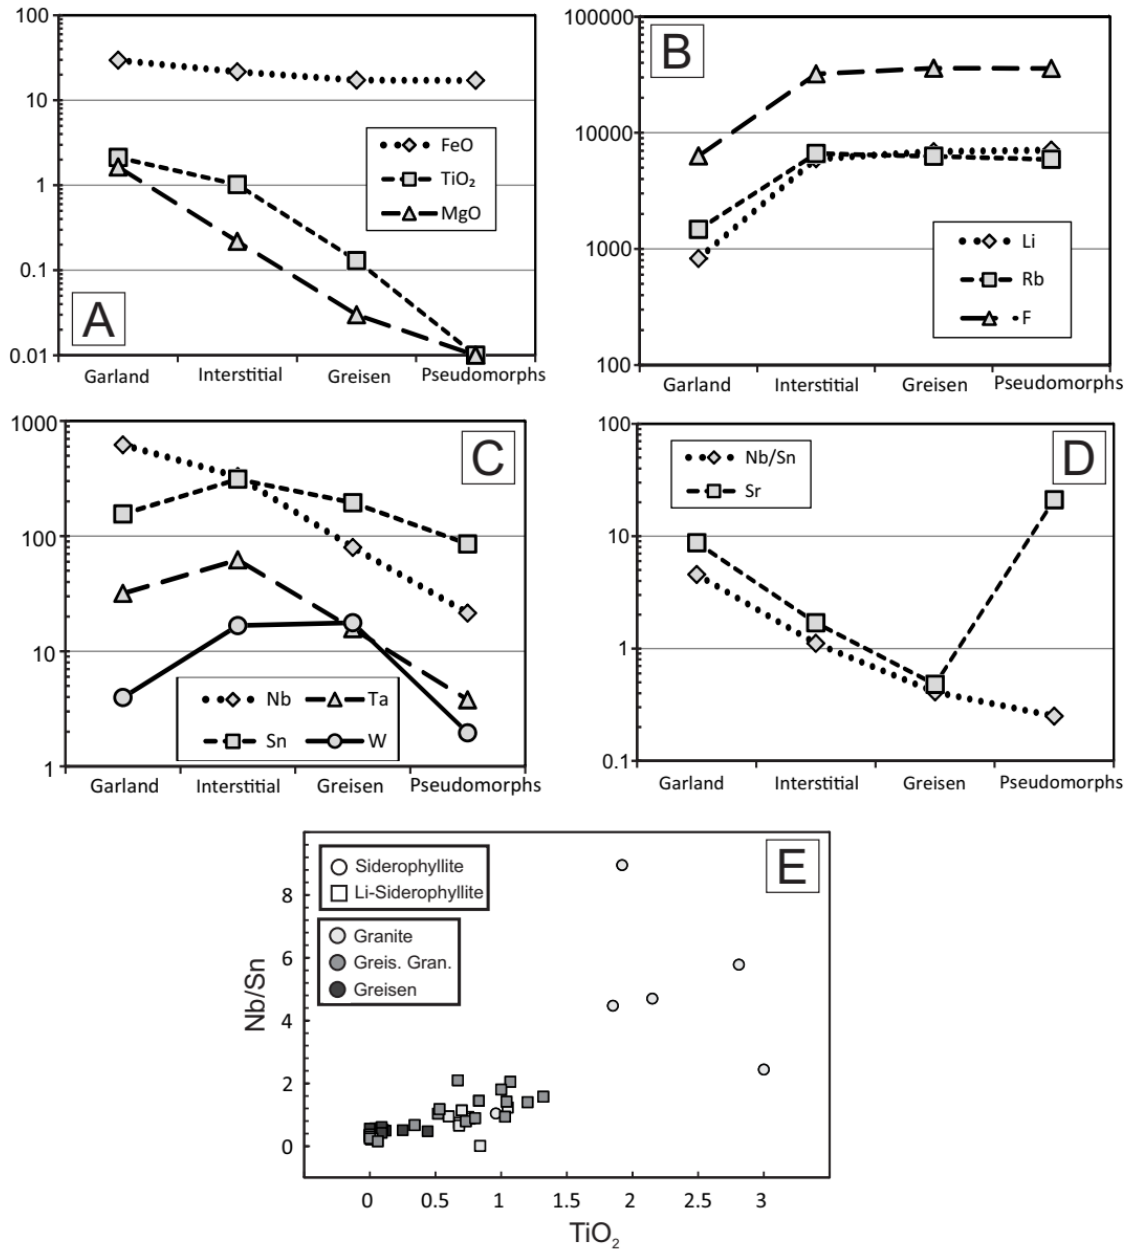 100
10
1
0.1
0.01
FeO
TiO₂
MgO
A
Garland Interstitial Greisen Pseudomorphs
100000
10000
1000
100
B
Li
Rb
F
Garland Interstitial Greisen Pseudomorphs
1000
100
10
1
C
Nb Ta
Sn W
Garland Interstitial Greisen Pseudomorphs
100
10
1
0.1
Nb/Sn
Sr
D
Garland Interstitial Greisen Pseudomorphs
Siderophyllite
Li-Siderophyllite
Granite
Greis. Gran.
Greisen
E
Nb/Sn
8
6
4
2
0
0 0.5 1 1.5 2 2.5 3
TiO₂